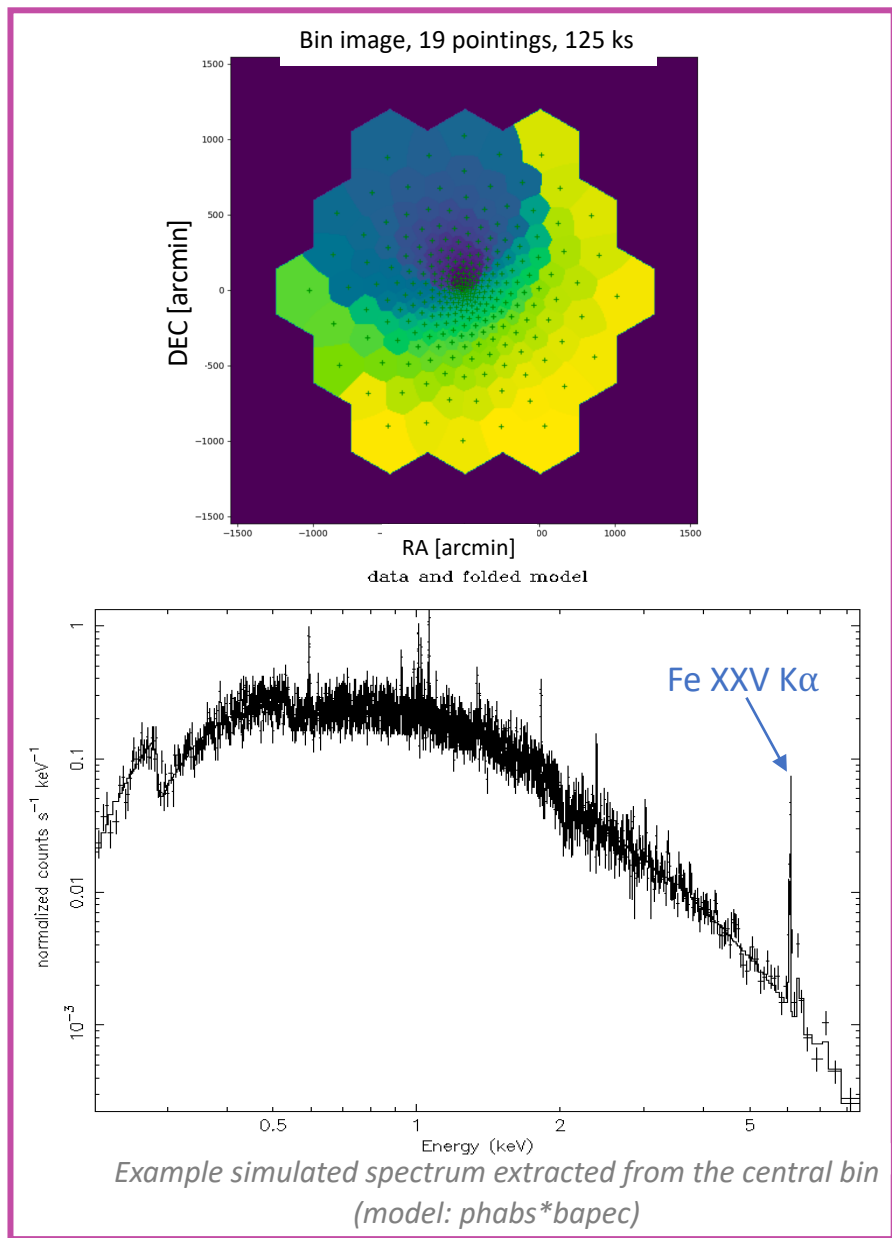 Bin image, 19 pointings, 125 ks
1500
1000
500
0
−500
−1000
−1500
DEC [arcmin]
−1500 −1000 − 00 1000 1500
RA [arcmin]
data and folded model
Fe XXV Kα
1
0.1
0.01
10⁻³
normalized counts s⁻¹ keV⁻¹
0.5 1 2 5
Energy (keV)
Example simulated spectrum extracted from the central bin
(model: phabs*bapec)